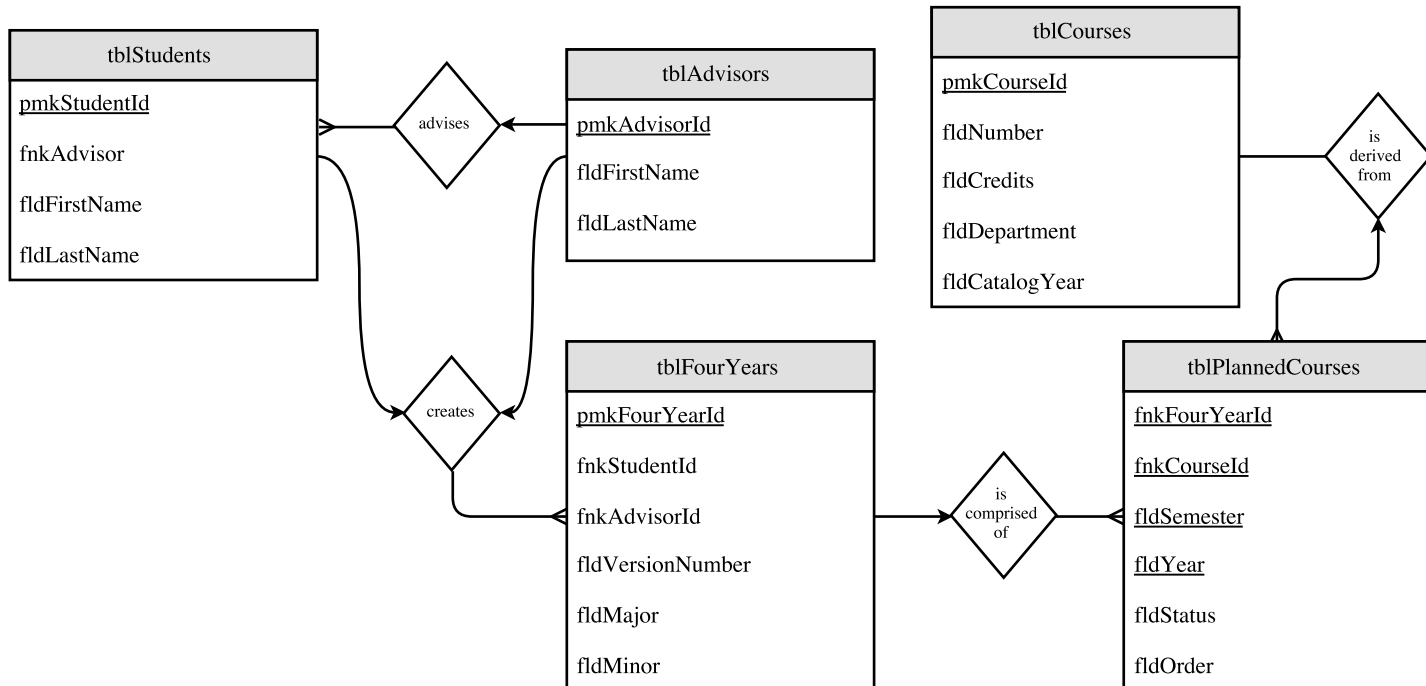 tblStudents
pmkStudentId
fnkAdvisor
fldFirstName
fldLastName
advises
tblAdvisors
pmkAdvisorId
fldFirstName
fldLastName
tblCourses
pmkCourseId
fldNumber
fldCredits
fldDepartment
fldCatalogYear
is
derived
from
creates
tblFourYears
pmkFourYearId
fnkStudentId
fnkAdvisorId
fldVersionNumber
fldMajor
fldMinor
is
comprised
of
tblPlannedCourses
fnkFourYearId
fnkCourseId
fldSemester
fldYear
fldStatus
fldOrder